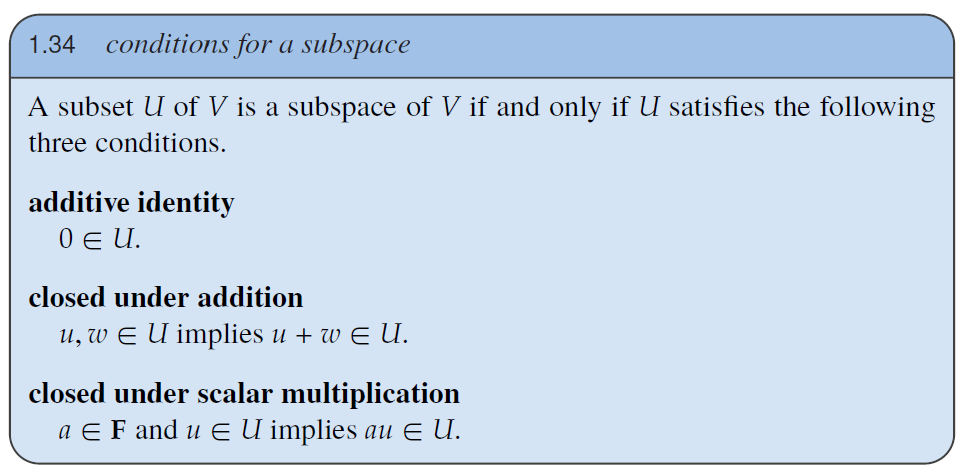 1.34 conditions for a subspace
A subset U of V is a subspace of V if and only if U satisfies the following
three conditions.
additive identity
0 ∈ U.
closed under addition
u, w ∈ U implies u + w ∈ U.
closed under scalar multiplication
a ∈ F and u ∈ U implies au ∈ U.